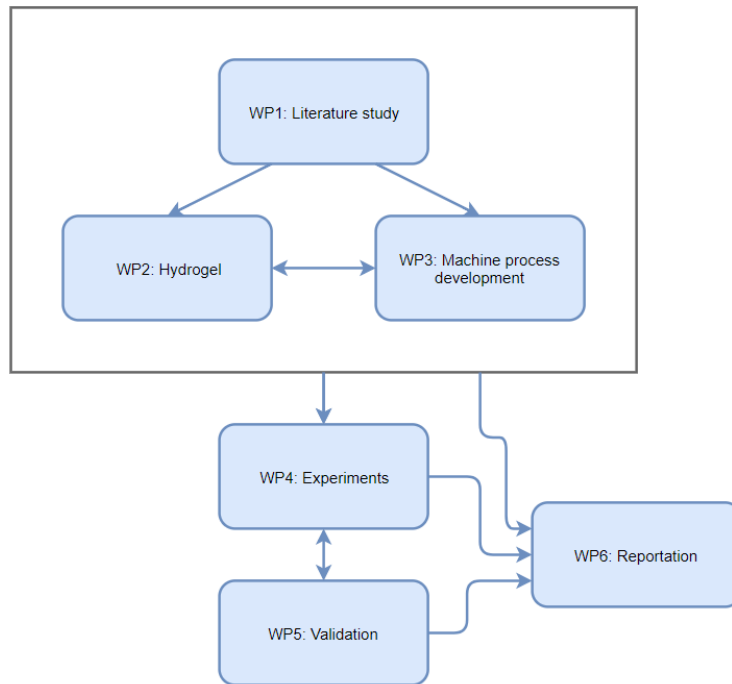 WP1: Literature study
WP2: Hydrogel
WP3: Machine process
development
WP4: Experiments
WP6: Reportation
WP5: Validation